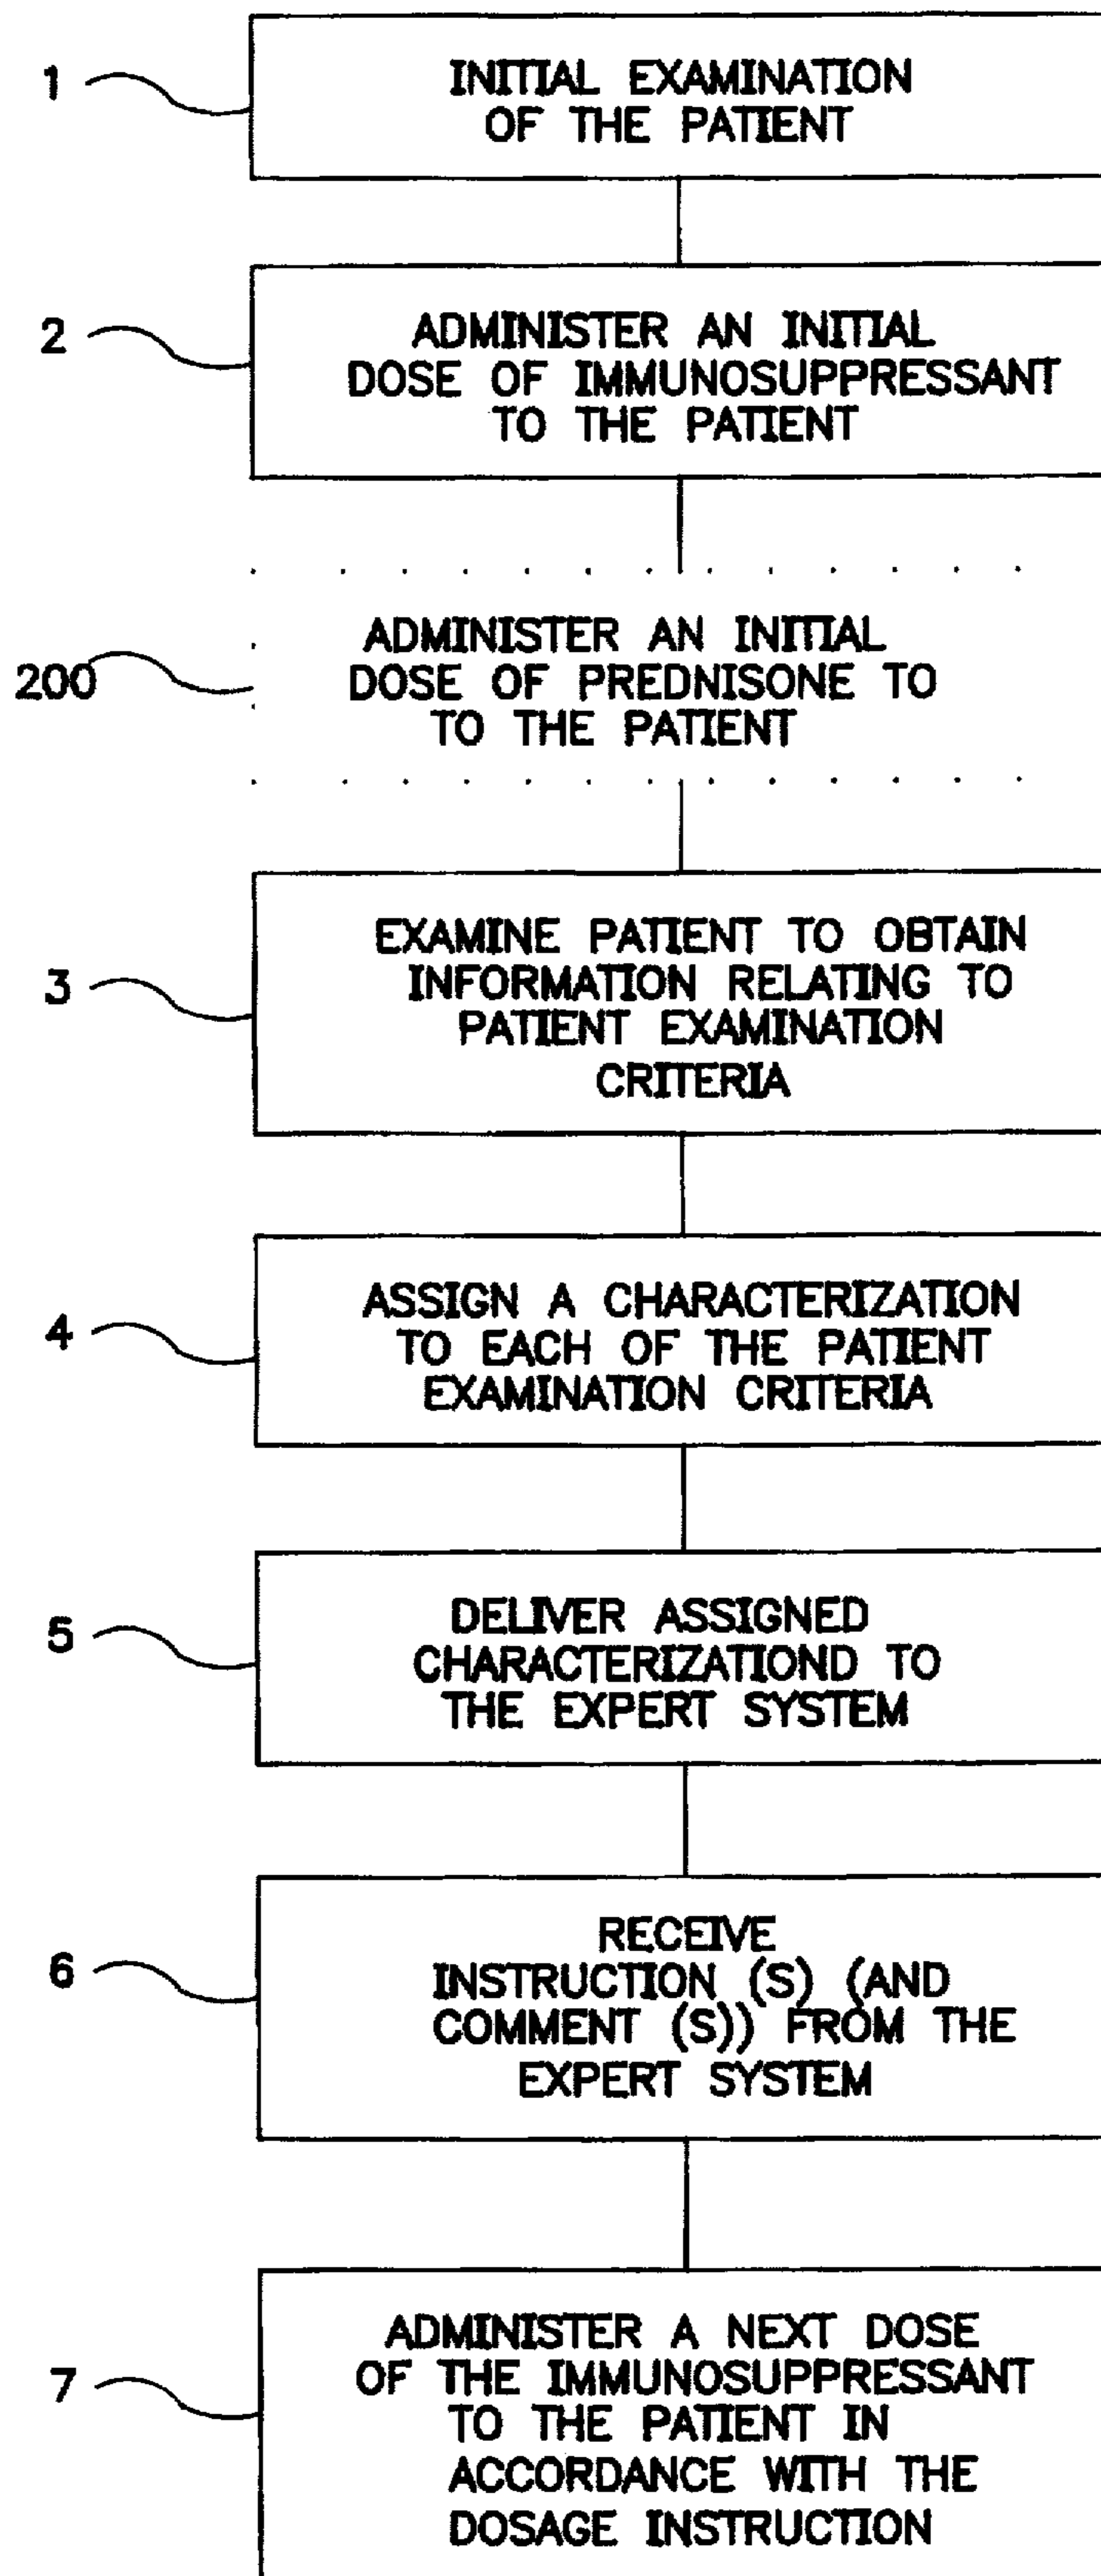 1
INITIAL EXAMINATION
OF THE PATIENT
2
ADMINISTER AN INITIAL
DOSE OF IMMUNOSUPPRESSANT
TO THE PATIENT
200
ADMINISTER AN INITIAL
DOSE OF PREDNISONE TO
TO THE PATIENT
3
EXAMINE PATIENT TO OBTAIN
INFORMATION RELATING TO
PATIENT EXAMINATION
CRITERIA
4
ASSIGN A CHARACTERIZATION
TO EACH OF THE PATIENT
EXAMINATION CRITERIA
5
DELIVER ASSIGNED
CHARACTERIZATIOND TO
THE EXPERT SYSTEM
6
RECEIVE
INSTRUCTION (S) (AND
COMMENT (S)) FROM THE
EXPERT SYSTEM
7
ADMINISTER A NEXT DOSE
OF THE IMMUNOSUPPRESSANT
TO THE PATIENT IN
ACCORDANCE WITH THE
DOSAGE INSTRUCTION